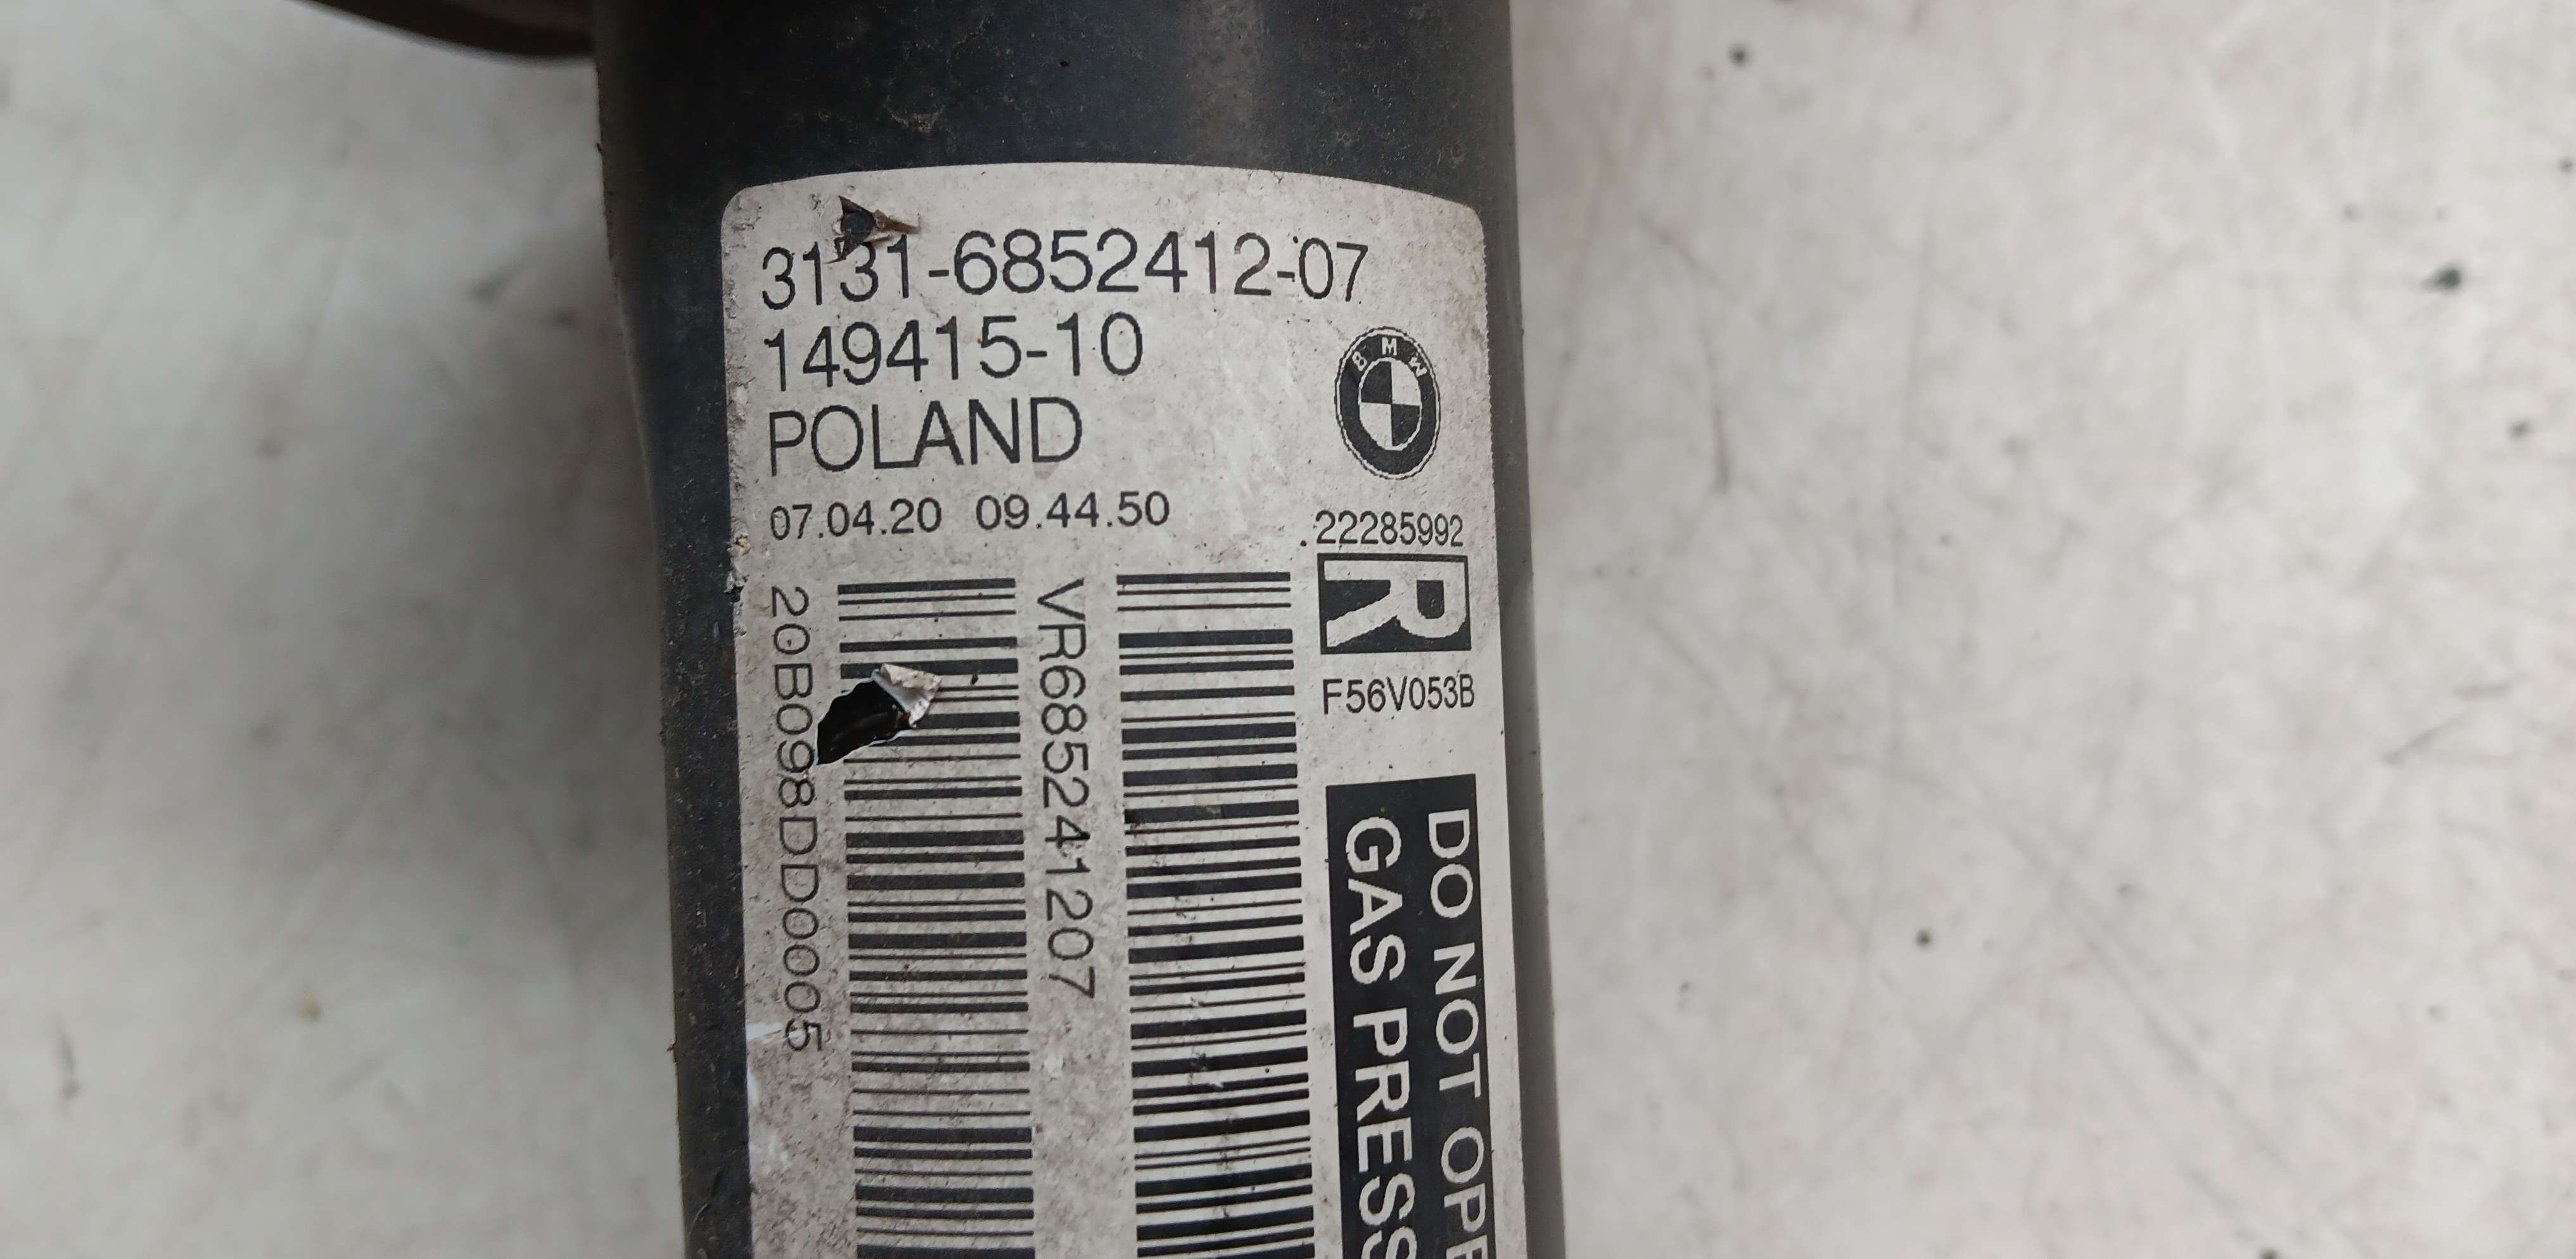 3131-6852412-07
149415-10
POLAND
07.04.20 09.44.50
BMW
.22285992
R
F56V053B
20B098DD0005
VR685241207
DO NOT OPE
GAS PRESS